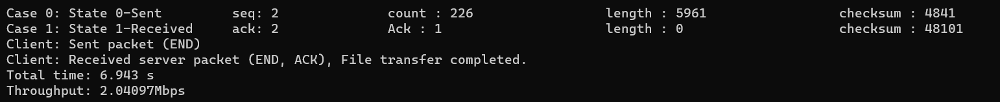 Case 0: State 0-Sent seq: 2 count : 226 length : 5961 checksum : 4841
Case 1: State 1-Received ack: 2 Ack : 1 length : 0 checksum : 48101
Client: Sent packet (END)
Client: Received server packet (END, ACK), File transfer completed.
Total time: 6.943 s
Throughput: 2.04097Mbps